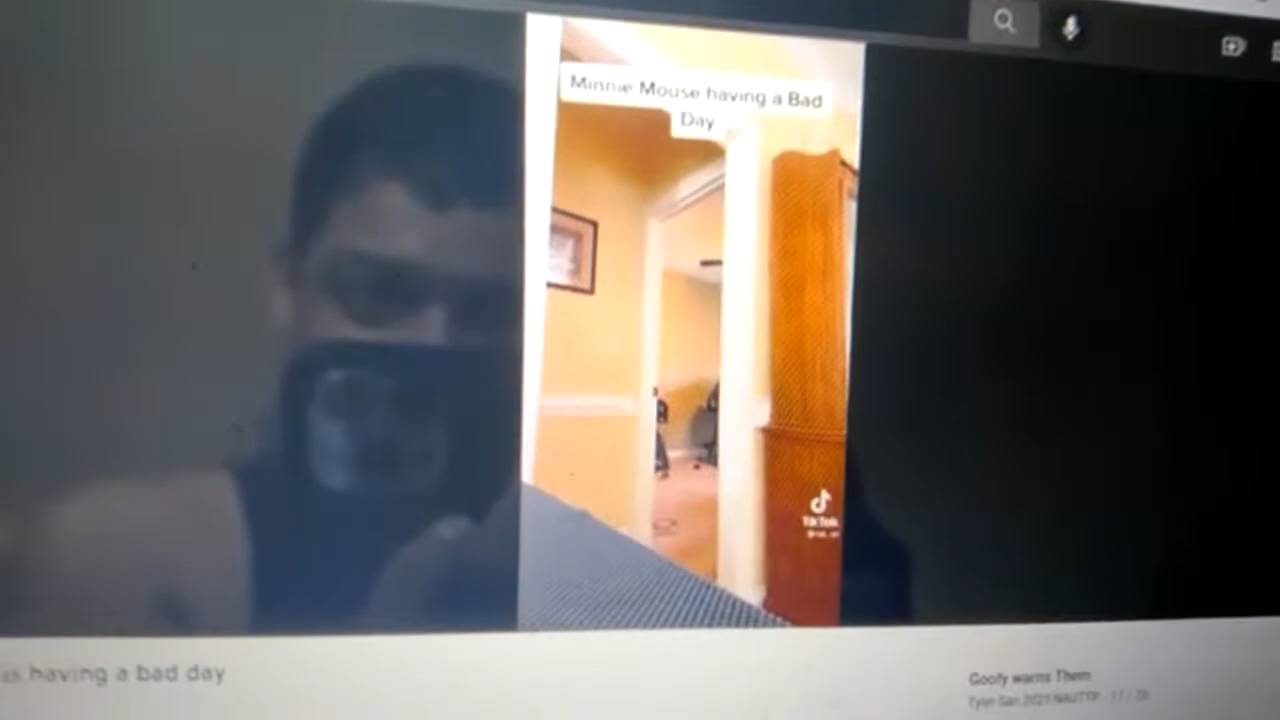 Minnie Mouse having a Bad
Day
TikTok
having a bad day
Goofy warns Them